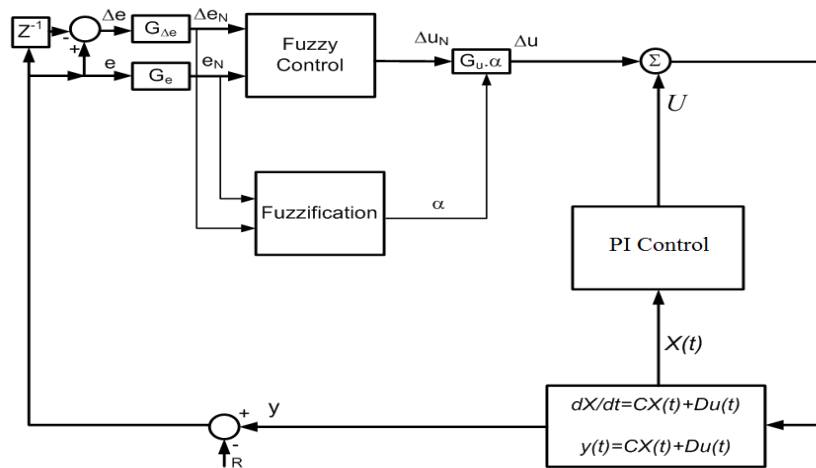 Z⁻¹
-
+
Δe
G_Δe
Δe_N
e
G_e
e_N
Fuzzy
Control
Δu_N
G_u.α
Δu
Σ
U
Fuzzification
α
PI Control
X(t)
dX/dt=CX(t)+Du(t)
y(t)=CX(t)+Du(t)
y
+
-
R